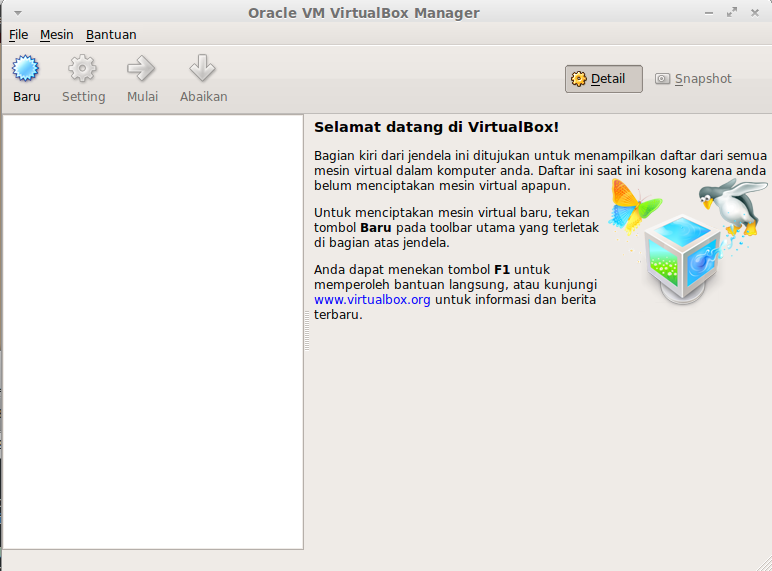 Oracle VM VirtualBox Manager
File Mesin Bantuan
Baru Setting Mulai Abaikan
Detail Snapshot
Selamat datang di VirtualBox!
Bagian kiri dari jendela ini ditujukan untuk menampilkan daftar dari semua
mesin virtual dalam komputer anda. Daftar ini saat ini kosong karena anda
belum menciptakan mesin virtual apapun.
Untuk menciptakan mesin virtual baru, tekan
tombol Baru pada toolbar utama yang terletak
di bagian atas jendela.
Anda dapat menekan tombol F1 untuk
memperoleh bantuan langsung, atau kunjungi
www.virtualbox.org untuk informasi dan berita
terbaru.